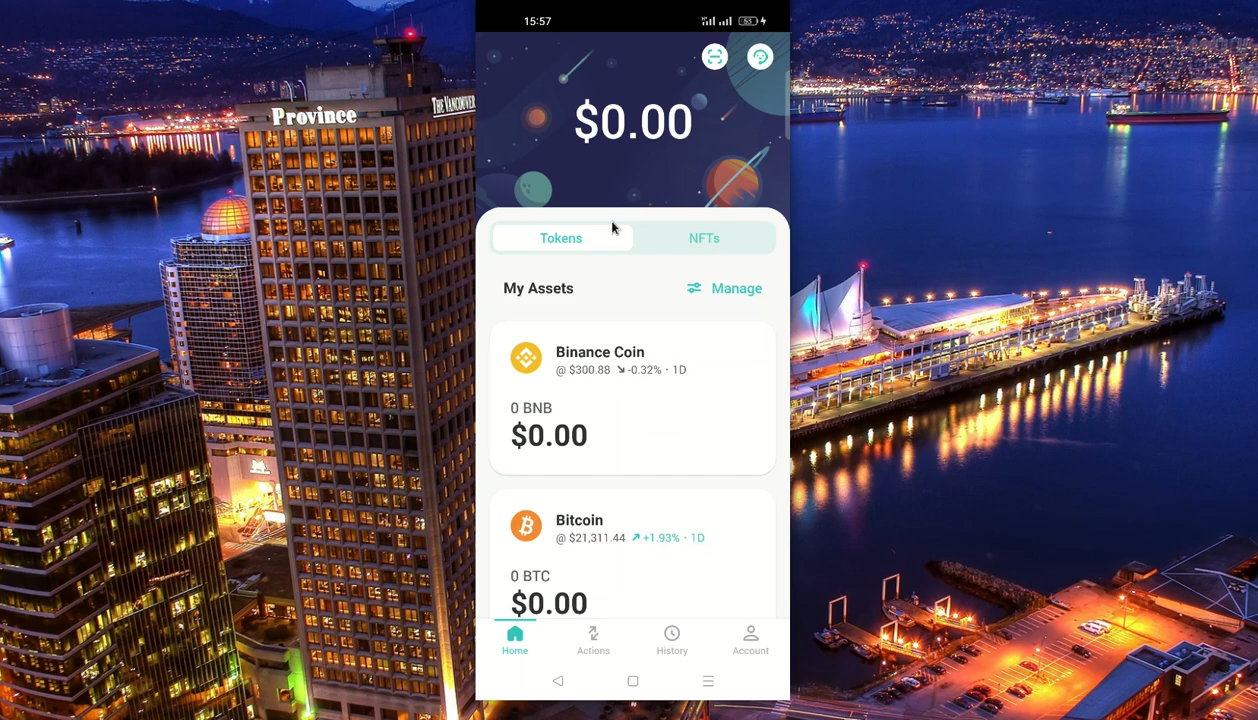 15:57
53
$0.00
Province
THE VANCOUVER
Tokens
NFTs
My Assets
Manage
Binance Coin
@ $300.88 ↘ -0.32% · 1D
0 BNB
$0.00
Bitcoin
@ $21,311.44 ↗ +1.93% · 1D
0 BTC
$0.00
Home
Actions
History
Account